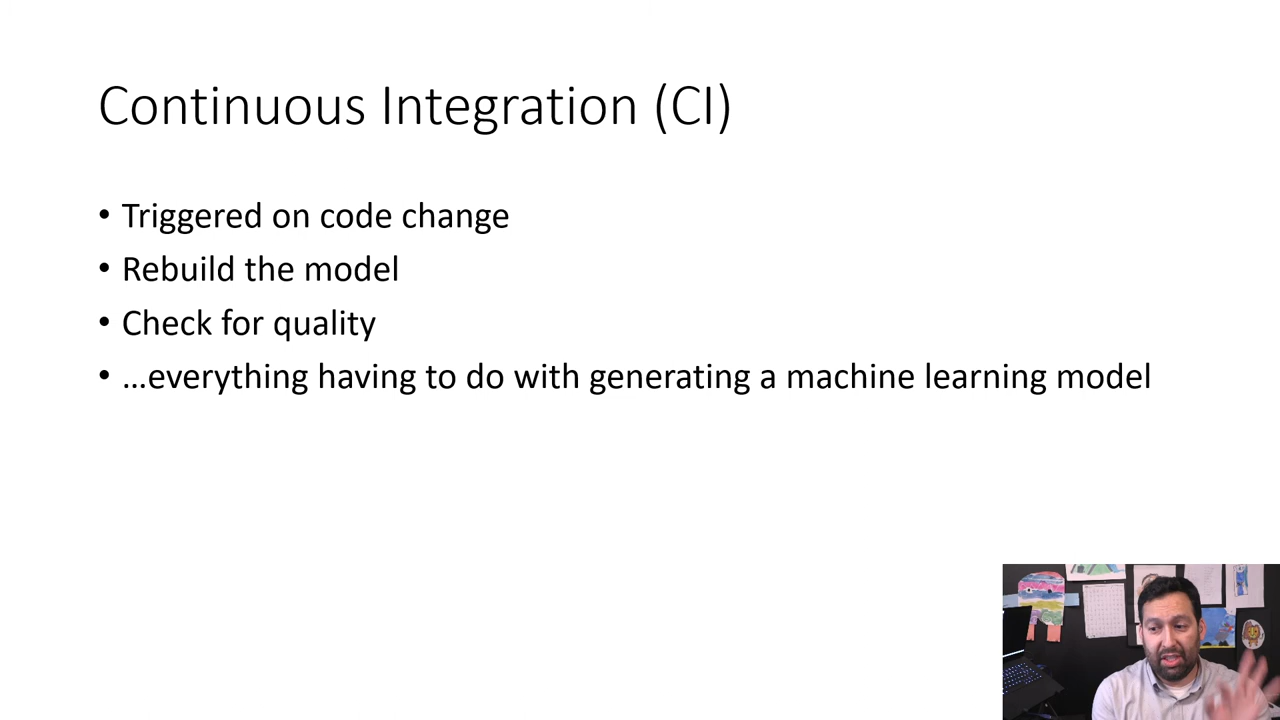 Continuous Integration (CI)
• Triggered on code change
• Rebuild the model
• Check for quality
• …everything having to do with generating a machine learning model